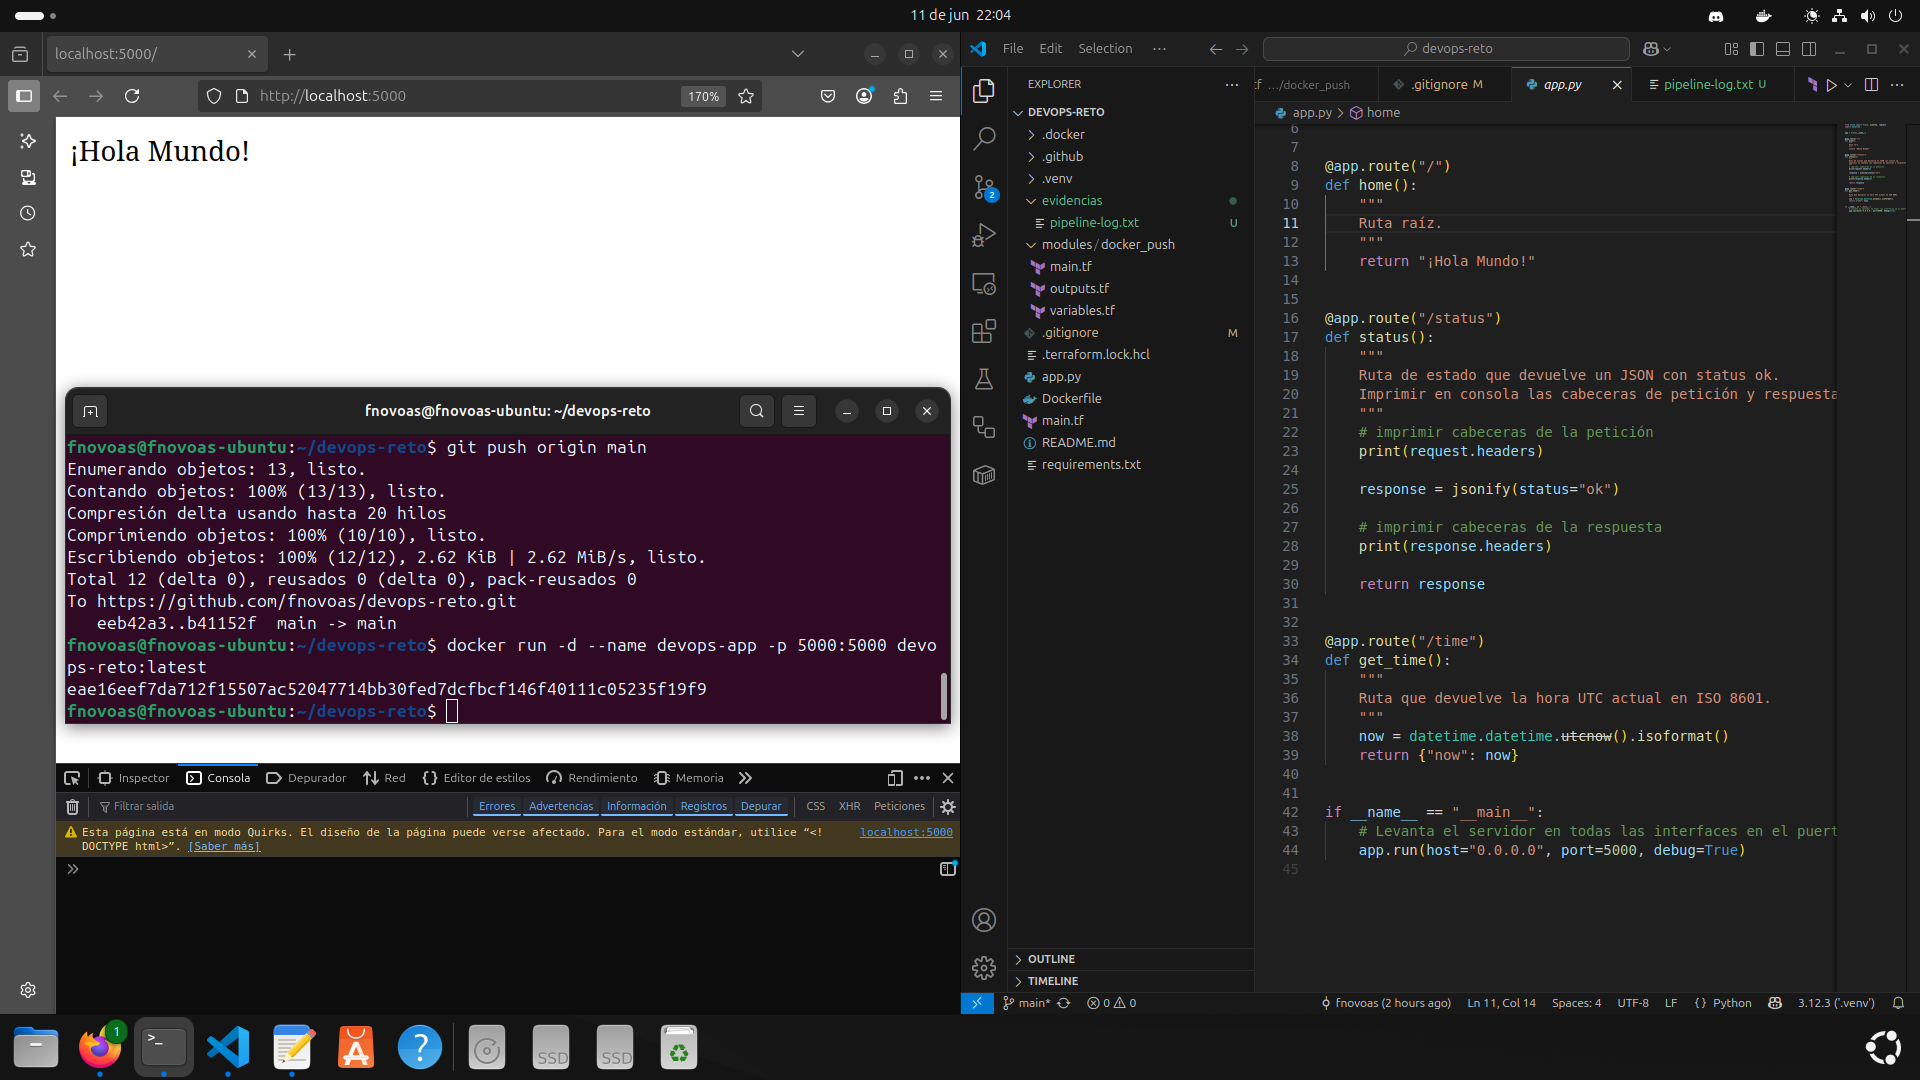 11 de jun 22:04
localhost:5000/
http://localhost:5000
170%
¡Hola Mundo!
fnovoas@fnovoas-ubuntu: ~/devops-reto
fnovoas@fnovoas-ubuntu:~/devops-reto$ git push origin main
Enumerando objetos: 13, listo.
Contando objetos: 100% (13/13), listo.
Compresión delta usando hasta 20 hilos
Comprimiendo objetos: 100% (10/10), listo.
Escribiendo objetos: 100% (12/12), 2.62 KiB | 2.62 MiB/s, listo.
Total 12 (delta 0), reusados 0 (delta 0), pack-reusados 0
To https://github.com/fnovoas/devops-reto.git
eeb42a3..b41152f main -> main
fnovoas@fnovoas-ubuntu:~/devops-reto$ docker run -d --name devops-app -p 5000:5000 devo
ps-reto:latest
eae16eef7da712f15507ac52047714bb30fed7dcfbcf146f40111c05235f19f9
fnovoas@fnovoas-ubuntu:~/devops-reto$
Inspector Consola Depurador Red Editor de estilos Rendimiento Memoria
Filtrar salida Errores Advertencias Información Registros Depurar CSS XHR Peticiones
Esta página está en modo Quirks. El diseño de la página puede verse afectado. Para el modo estándar, utilice “<! localhost:5000
DOCTYPE html>”. [Saber más]
File Edit Selection ··· devops-reto
EXPLORER
DEVOPS-RETO
.docker
.github
.venv
evidencias
pipeline-log.txt U
modules/docker_push
main.tf
outputs.tf
variables.tf
.gitignore M
.terraform.lock.hcl
app.py
Dockerfile
main.tf
README.md
requirements.txt
OUTLINE
TIMELINE
2
tf .../docker_push .gitignore M app.py pipeline-log.txt U
app.py > home
6
7
8 @app.route("/")
9 def home():
10 """
11 Ruta raíz.
12 """
13 return "¡Hola Mundo!"
14
15
16 @app.route("/status")
17 def status():
18 """
19 Ruta de estado que devuelve un JSON con status ok.
20 Imprimir en consola las cabeceras de petición y respuesta
21 """
22 # imprimir cabeceras de la petición
23 print(request.headers)
24
25 response = jsonify(status="ok")
26
27 # imprimir cabeceras de la respuesta
28 print(response.headers)
29
30 return response
31
32
33 @app.route("/time")
34 def get_time():
35 """
36 Ruta que devuelve la hora UTC actual en ISO 8601.
37 """
38 now = datetime.datetime.utcnow().isoformat()
39 return {"now": now}
40
41
42 if __name__ == "__main__":
43 # Levanta el servidor en todas las interfaces en el puert
44 app.run(host="0.0.0.0", port=5000, debug=True)
45
main* 0 0 fnovoas (2 hours ago) Ln 11, Col 14 Spaces: 4 UTF-8 LF {} Python 3.12.3 ('.venv')
1
SSD
SSD